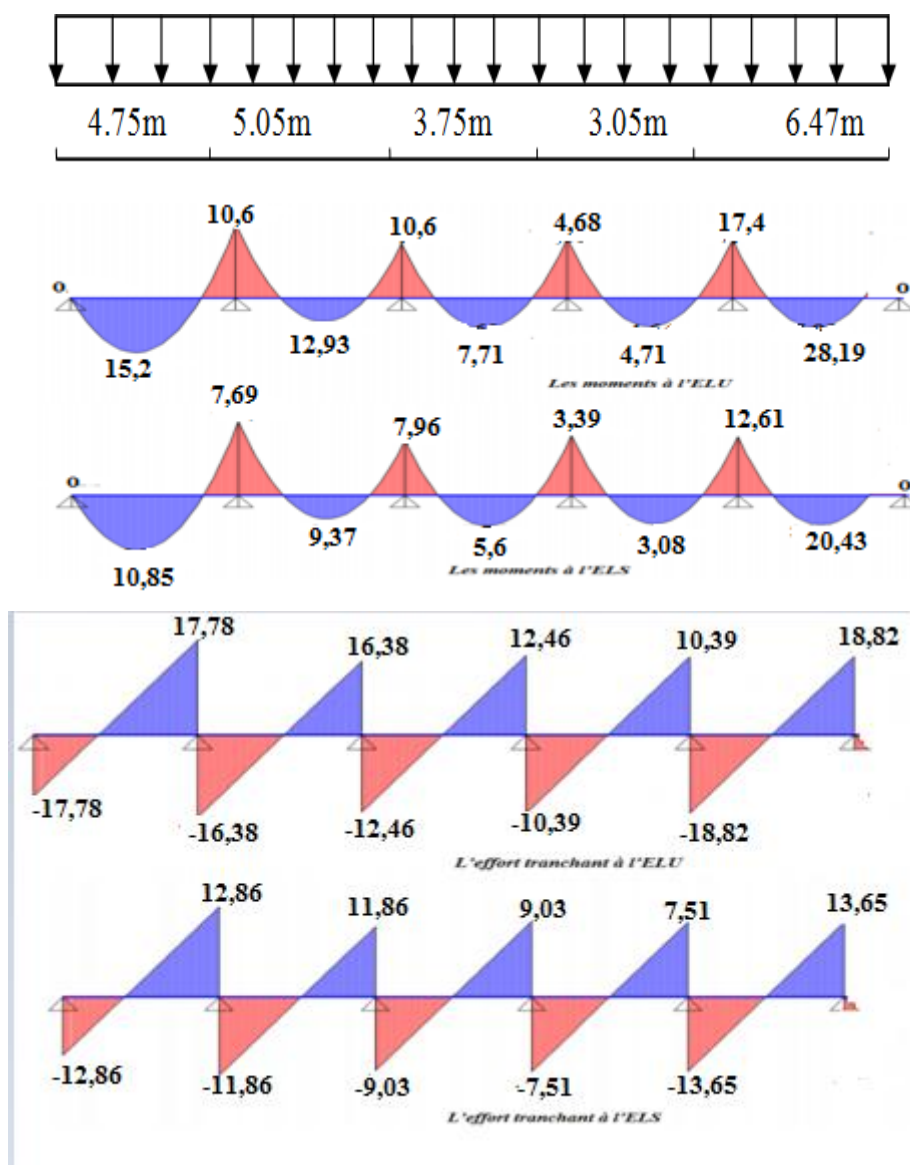 4.75m 5.05m 3.75m 3.05m 6.47m
10,6 10,6 4,68 17,4
o o
15,2 12,93 7,71 4,71 28,19
Les moments à l'ELU
7,69 7,96 3,39 12,61
o o
10,85 9,37 5,6 3,08 20,43
Les moments à l'ELS
17,78 16,38 12,46 10,39 18,82
-17,78 -16,38 -12,46 -10,39 -18,82
L'effort tranchant à l'ELU
12,86 11,86 9,03 7,51 13,65
-12,86 -11,86 -9,03 -7,51 -13,65
L'effort tranchant à l'ELS